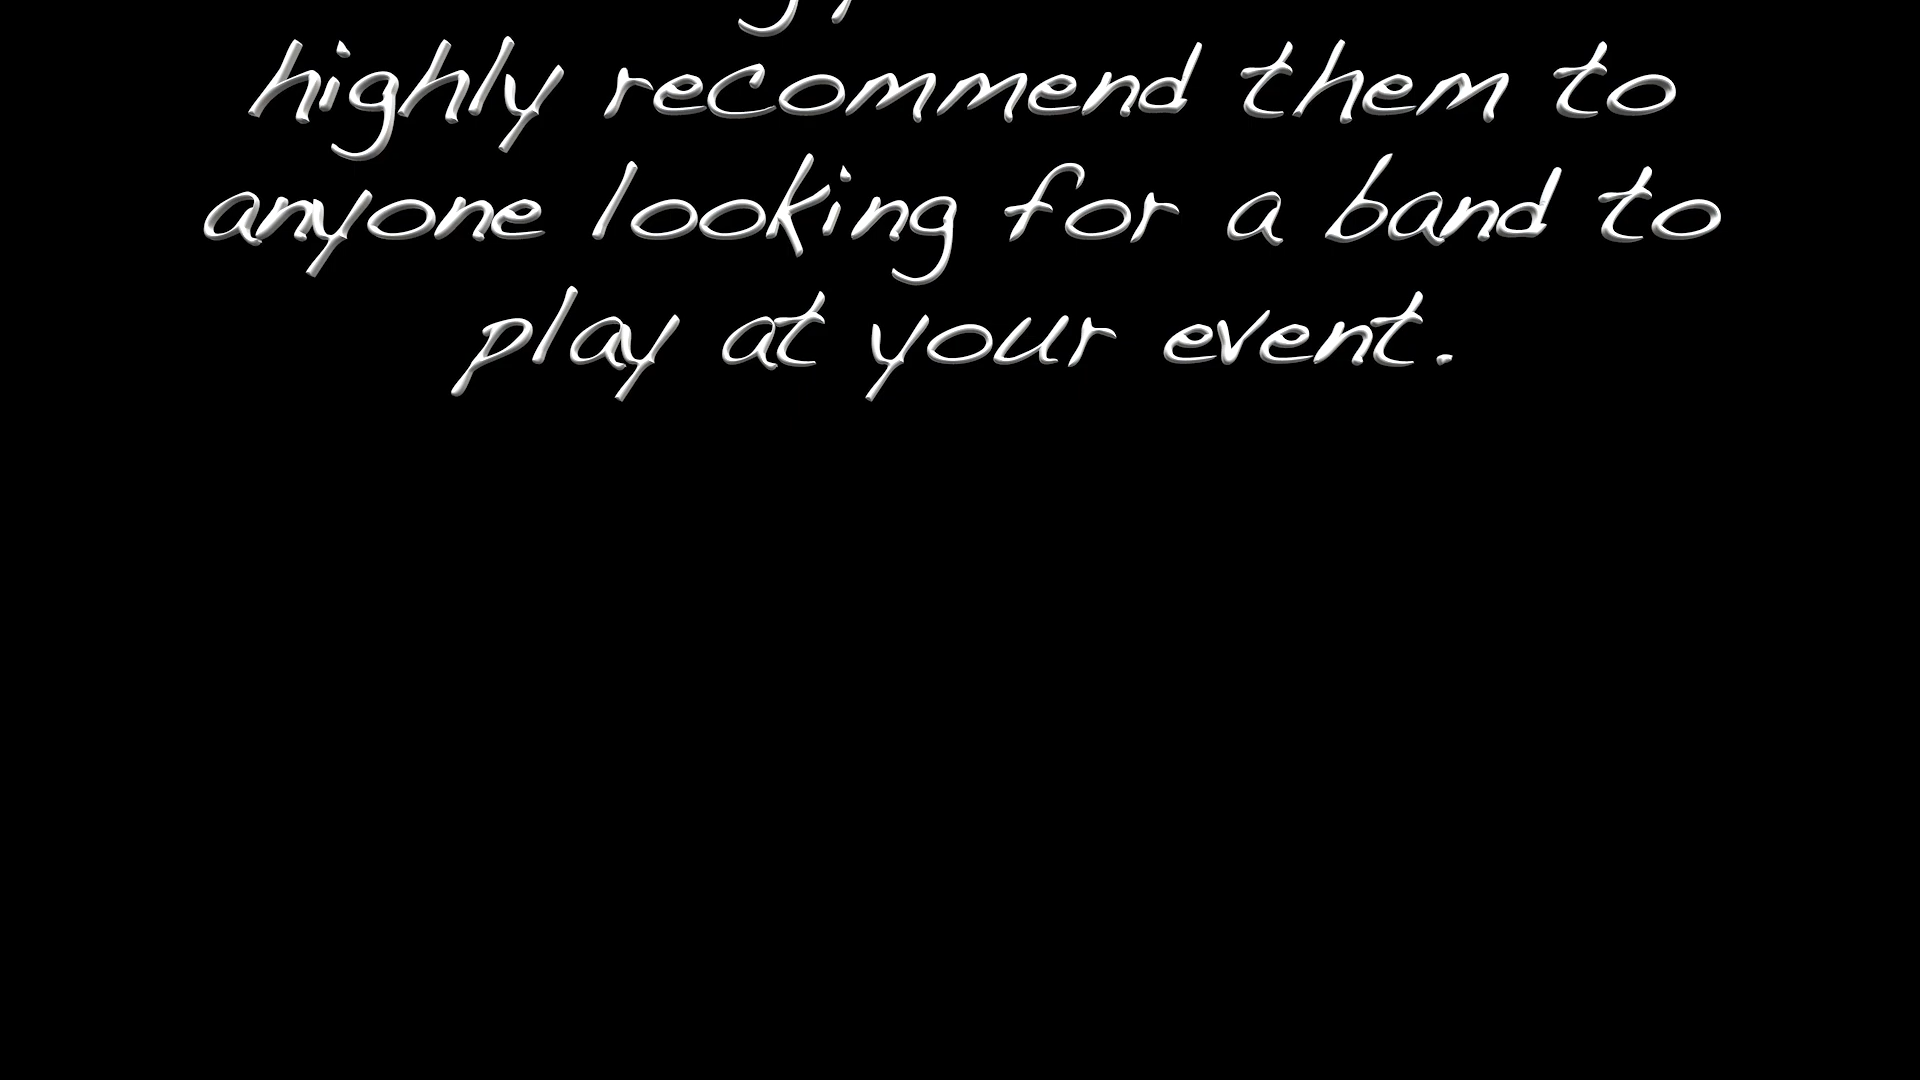 highly recommend them to
anyone looking for a band to
play at your event.